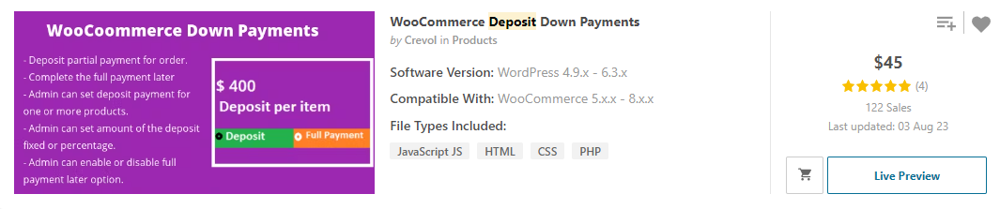 WooCoommerce Down Payments
- Deposit partial payment for order.
- Complete the full payment later
- Admin can set deposit payment for
one or more products.
- Admin can set amount of the deposit
fixed or percentage.
- Admin can enable or disable full
payment later option.
$ 400
Deposit per item
Deposit
Full Payment
WooCommerce Deposit Down Payments
by Crevol in Products
Software Version: WordPress 4.9.x - 6.3.x
Compatible With: WooCommerce 5.x.x - 8.x.x
File Types Included:
JavaScript JS HTML CSS PHP
$45
(4)
122 Sales
Last updated: 03 Aug 23
Live Preview